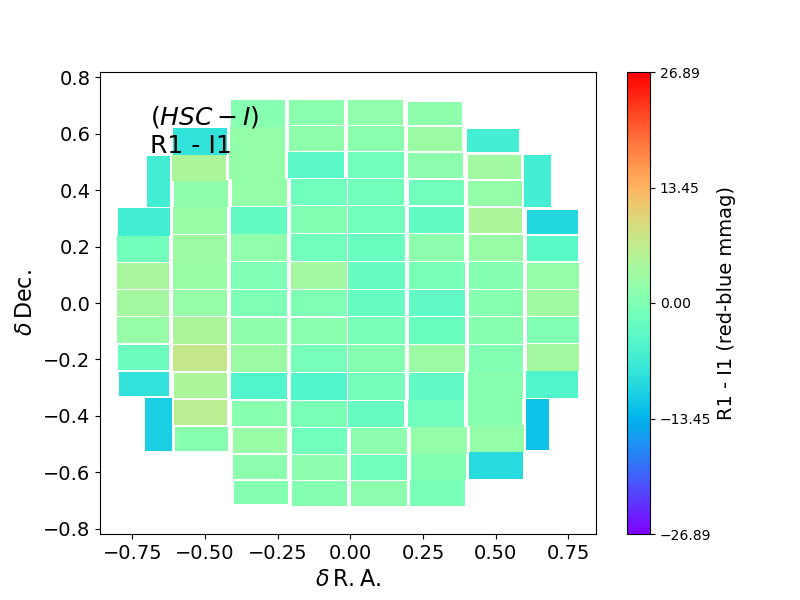 (HSC − I)
R1 - I1
0.8
0.6
0.4
0.2
0.0
−0.2
−0.4
−0.6
−0.8
δ Dec.
−0.75 −0.50 −0.25 0.00 0.25 0.50 0.75
δ R. A.
26.89
13.45
0.00
−13.45
−26.89
R1 - I1 (red-blue mmag)